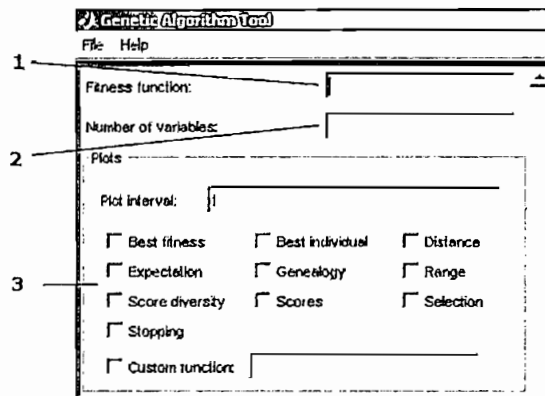 Genetic Algorithm Tool
File Help
1
Fitness function:
Number of variables:
2
Plots
Plot interval: 1
Best fitness Best individual Distance
Expectation Genealogy Range
3
Score diversity Scores Selection
Stopping
Custom function: